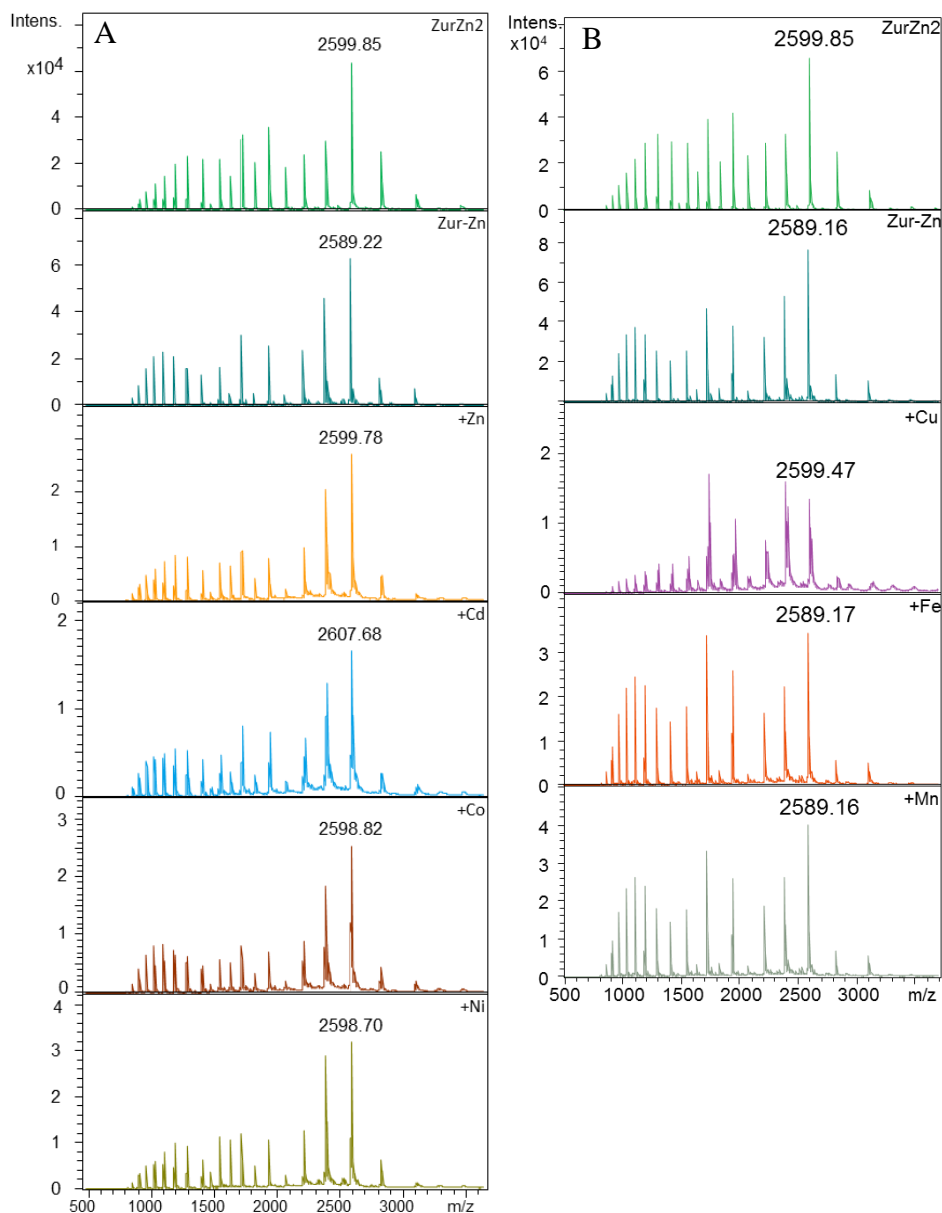 Intens.
x10⁴
A
ZurZn2
2599.85
4
2
0
Zur-Zn
2589.22
6
4
2
0
+Zn
2599.78
2
1
0
+Cd
2607.68
2
1
0
+Co
2598.82
3
2
1
0
+Ni
2598.70
4
3
2
1
0
500 1000 2000 3000 m/z
Intens.
x10⁴
B
ZurZn2
2599.85
6
4
2
0
Zur-Zn
2589.16
8
6
4
2
+Cu
2599.47
2
1
0
+Fe
2589.17
3
2
1
0
+Mn
2589.16
4
3
2
1
0
500 1000 1500 2000 2500 3000 m/z